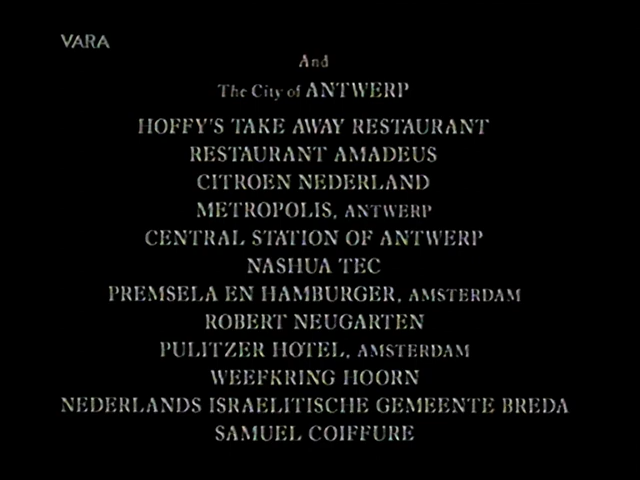 VARA
And
The City of ANTWERP
HOFFY'S TAKE AWAY RESTAURANT
RESTAURANT AMADEUS
CITROEN NEDERLAND
METROPOLIS, ANTWERP
CENTRAL STATION OF ANTWERP
NASHUA TEC
PREMSELA EN HAMBURGER, AMSTERDAM
ROBERT NEUGARTEN
PULITZER HOTEL, AMSTERDAM
WEEFKRING HOORN
NEDERLANDS ISRAELITISCHE GEMEENTE BREDA
SAMUEL COIFFURE